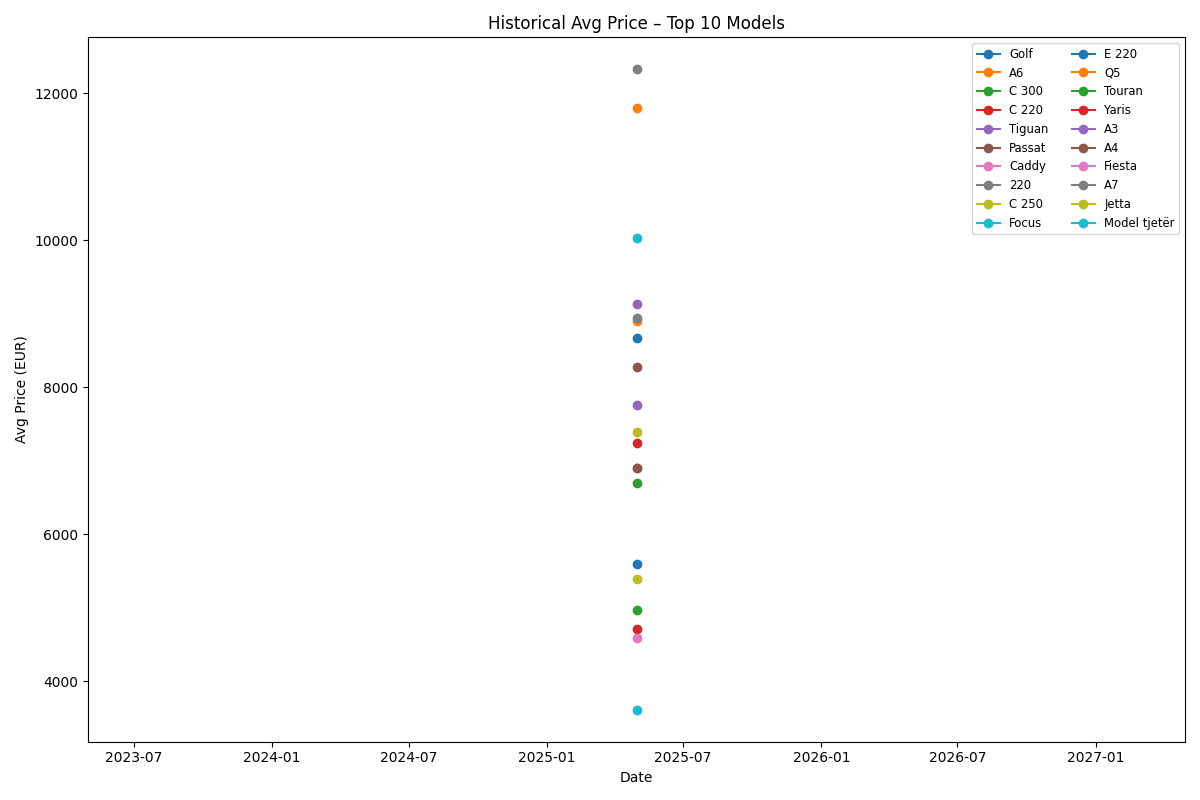 Historical Avg Price – Top 10 Models
Golf
A6
C 300
C 220
Tiguan
Passat
Caddy
220
C 250
Focus
E 220
Q5
Touran
Yaris
A3
A4
Fiesta
A7
Jetta
Model tjetër
Avg Price (EUR)
12000
10000
8000
6000
4000
2023-07
2024-01
2024-07
2025-01
2025-07
2026-01
2026-07
2027-01
Date